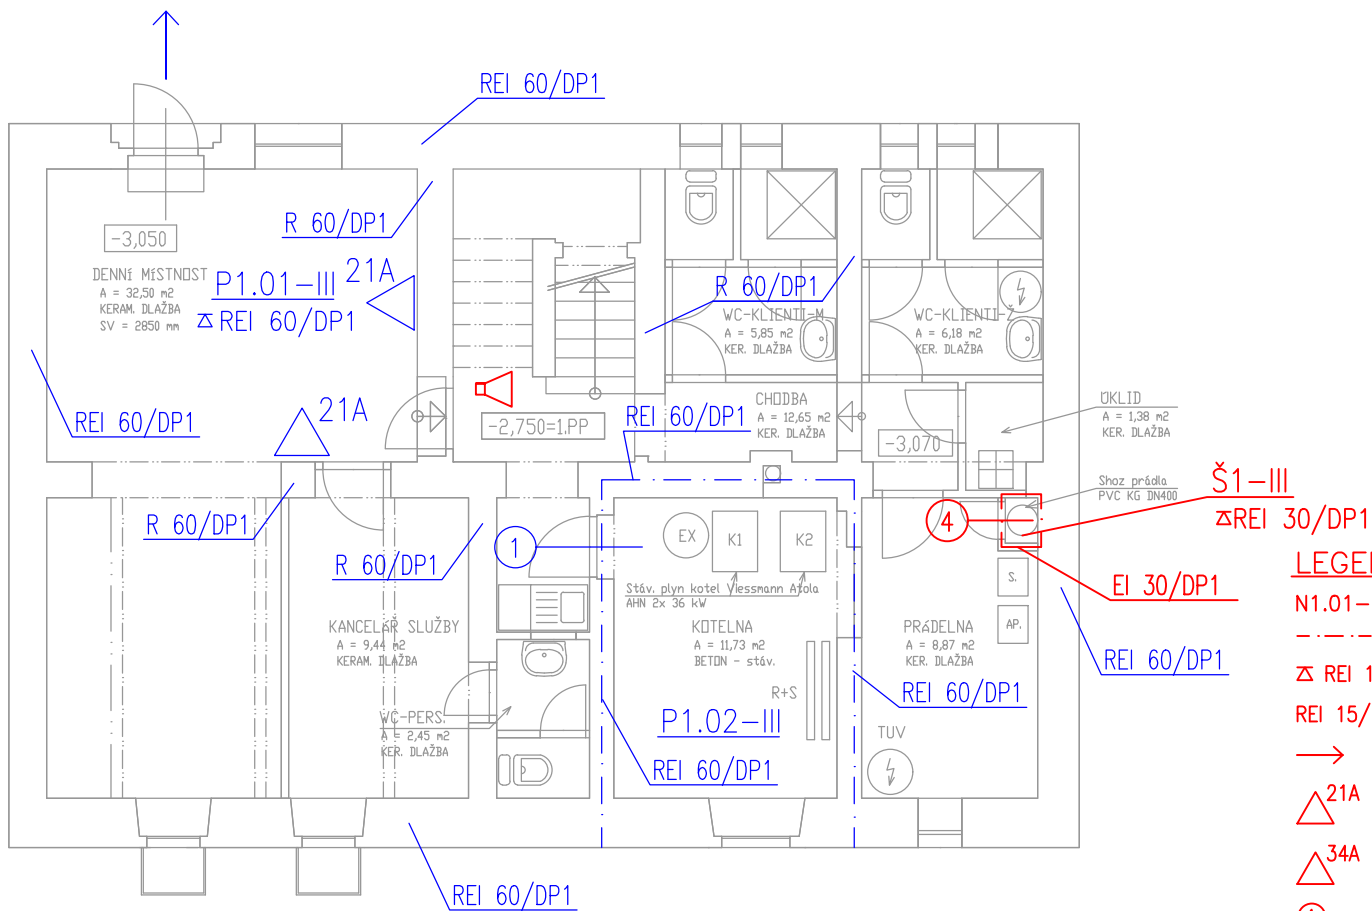 REI 60/DP1
R 60/DP1
-3,050
DENNÍ MÍSTNOST
A = 32,50 m2
KERAM. DLAŽBA
SV = 2850 mm
P1.01-III
REI 60/DP1
21A
21A
REI 60/DP1
R 60/DP1
WC-KLIENTI-M
A = 5,85 m2
KER. DLAŽBA
WC-KLIENTI-Ž
A = 6,18 m2
KER. DLAŽBA
-2,750=1.PP
REI 60/DP1
CHODBA
A = 12,65 m2
KER. DLAŽBA
-3,070
ÚKLID
A = 1,38 m2
KER. DLAŽBA
Shoz prádla
PVC KG DN400
Š1-III
REI 30/DP1
EI 30/DP1
4
R 60/DP1
R 60/DP1
1
EX
K1
K2
Stáv. plyn kotel Viessmann Atola
AHN 2x 36 kW
S.
AP.
KANCELÁŘ SLUŽBY
A = 9,44 m2
KERAM. DLAŽBA
KOTELNA
A = 11,73 m2
BETON - stáv.
PRÁDELNA
A = 8,87 m2
KER. DLAŽBA
REI 60/DP1
R+S
REI 60/DP1
WC-PERS.
A = 2,45 m2
KER. DLAŽBA
P1.02-III
TUV
REI 60/DP1
REI 60/DP1
LEGE
N1.01-
REI 1
REI 15/
21A
34A